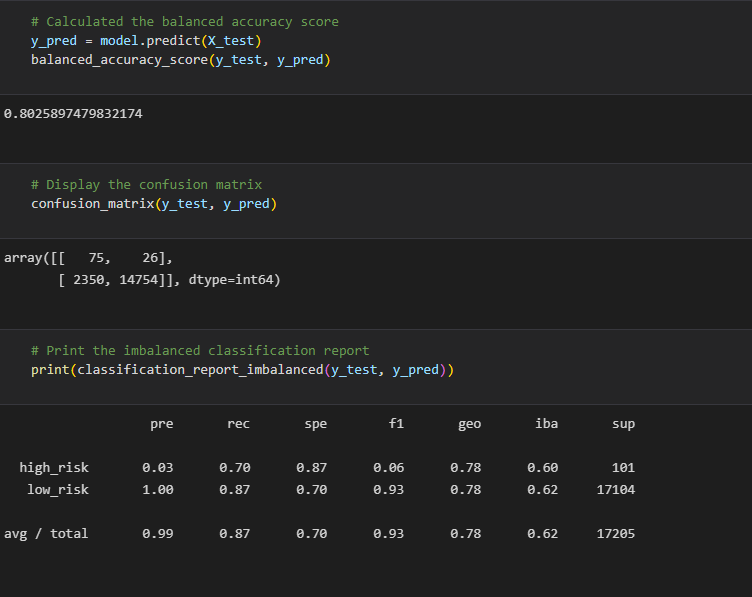 # Calculated the balanced accuracy score
y_pred = model.predict(X_test)
balanced_accuracy_score(y_test, y_pred)
0.8025897479832174
# Display the confusion matrix
confusion_matrix(y_test, y_pred)
array([[   75,    26],
       [ 2350, 14754]], dtype=int64)
# Print the imbalanced classification report
print(classification_report_imbalanced(y_test, y_pred))
                   pre       rec       spe        f1       geo       iba       sup
  high_risk       0.03      0.70      0.87      0.06      0.78      0.60       101
   low_risk       1.00      0.87      0.70      0.93      0.78      0.62     17104
avg / total       0.99      0.87      0.70      0.93      0.78      0.62     17205